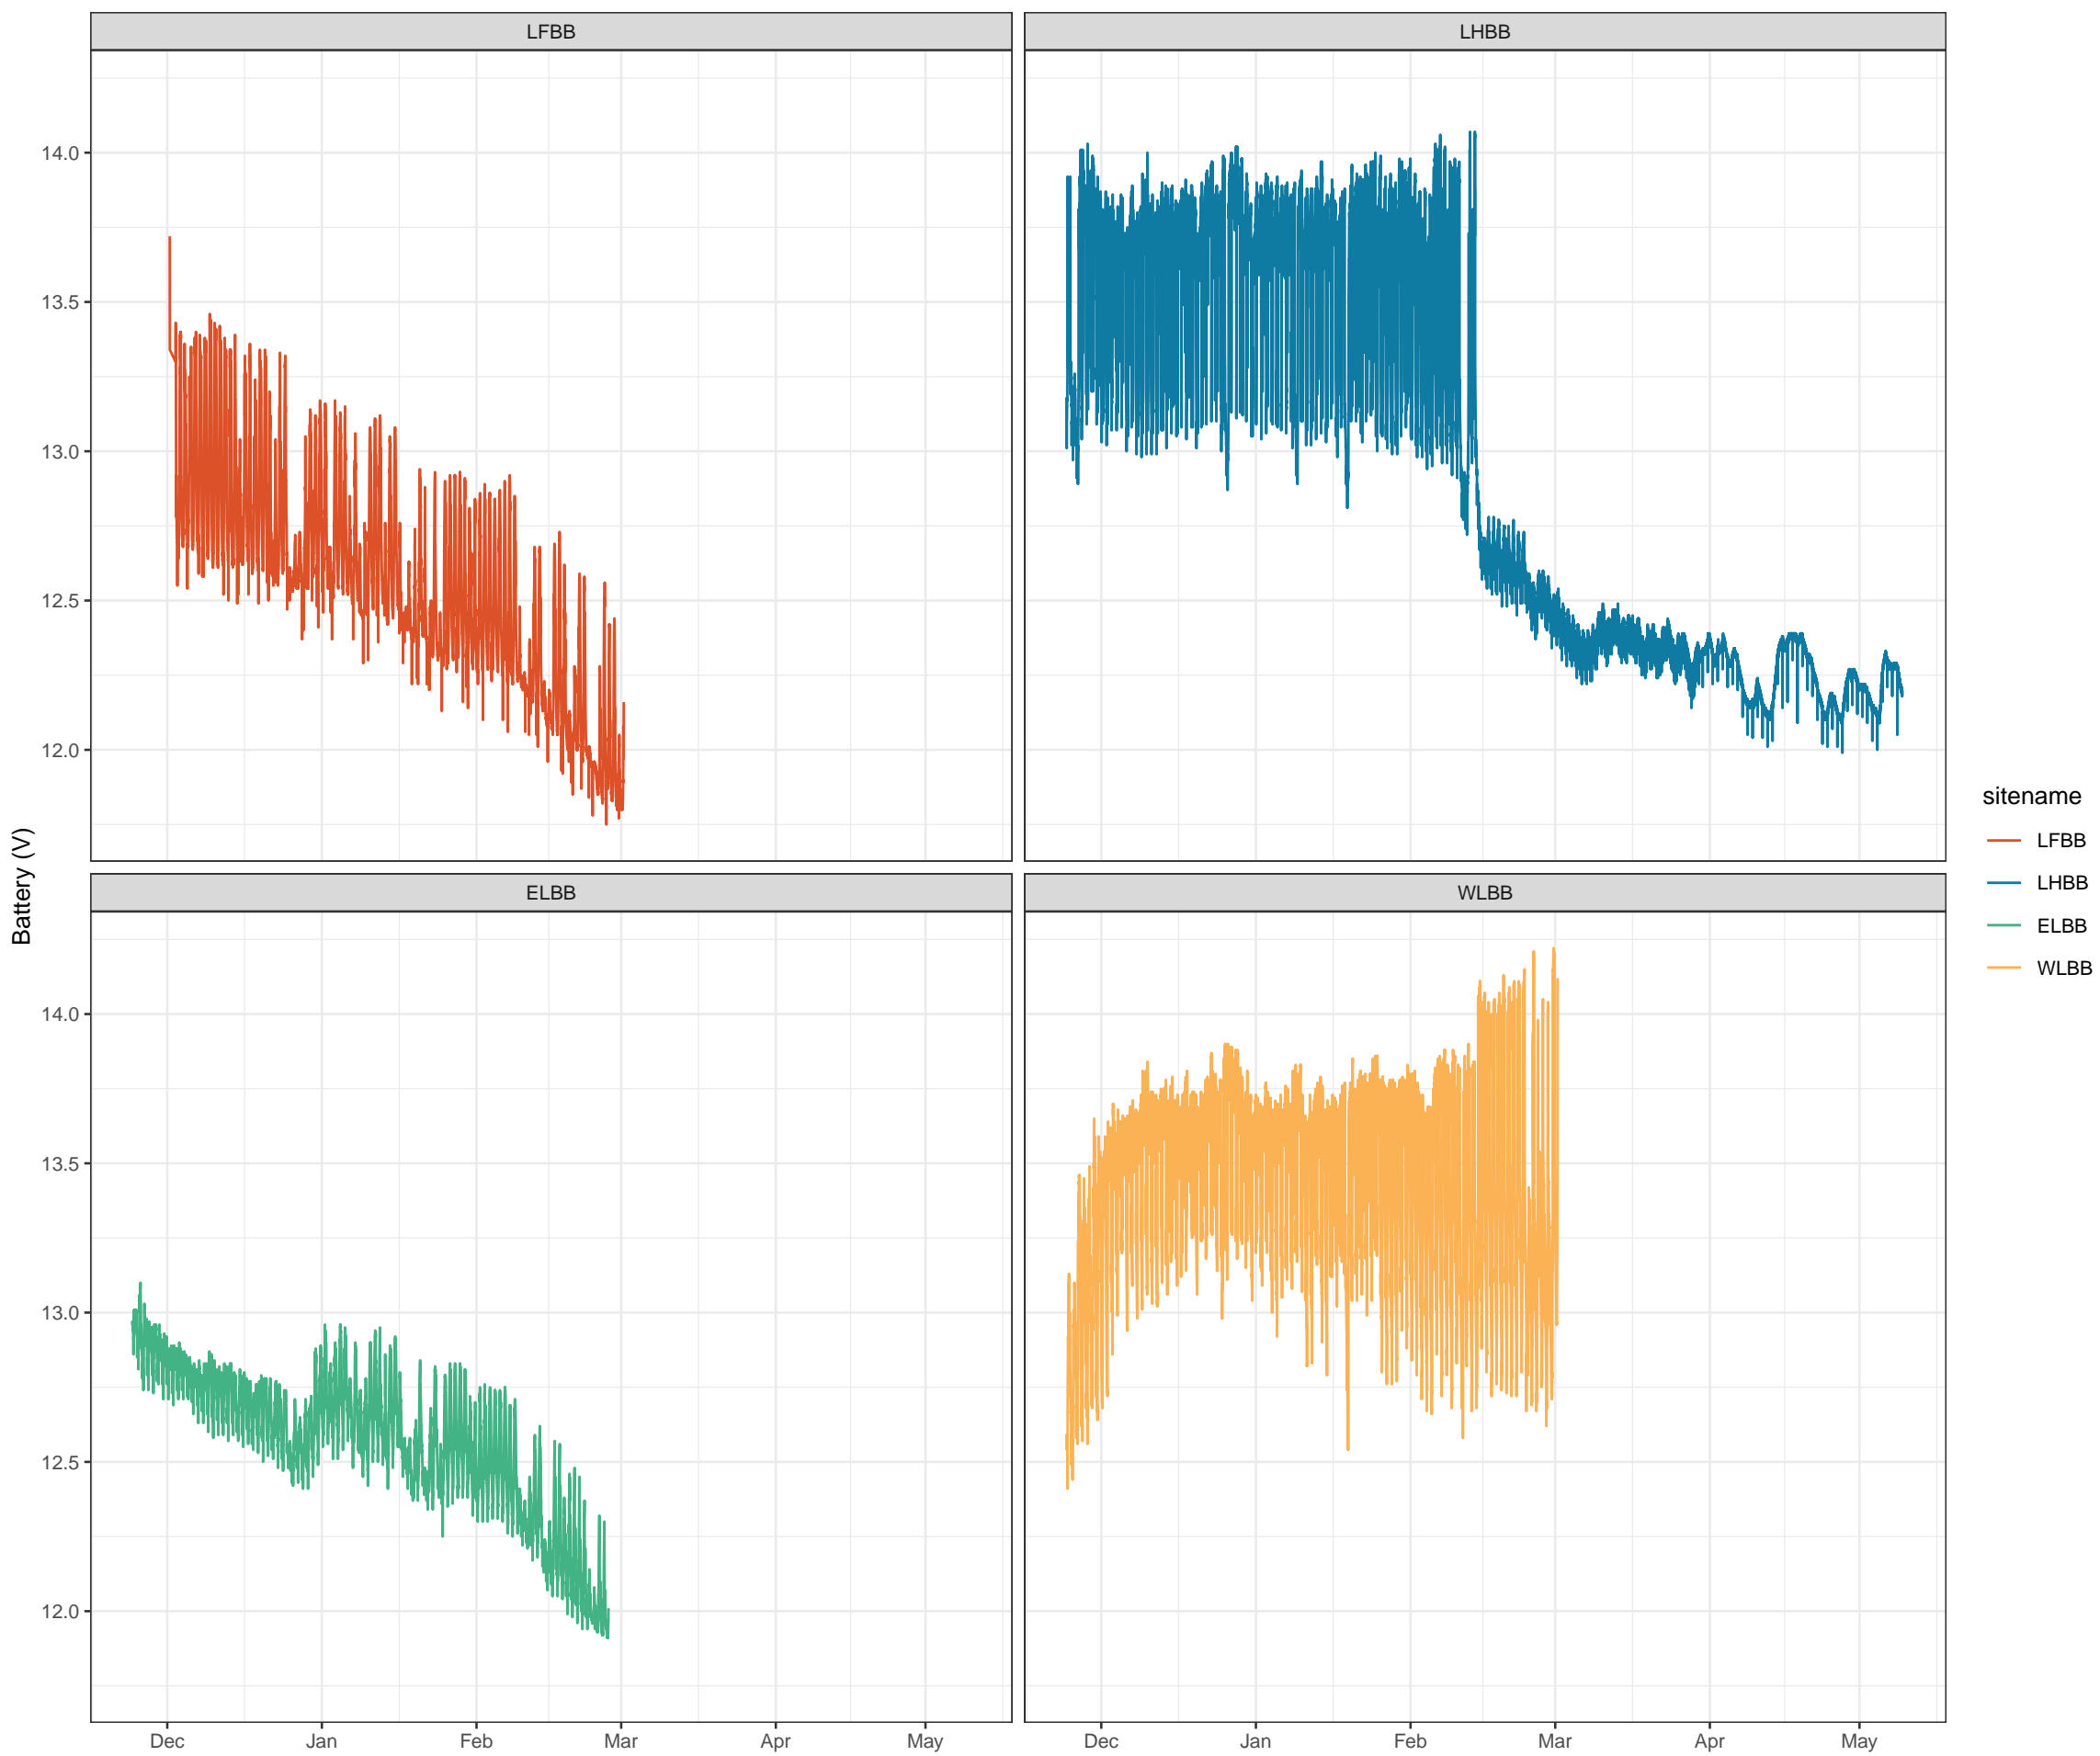 LFBB
LHBB
14.0
13.5
13.0
12.5
12.0
ELBB
WLBB
14.0
13.5
13.0
12.5
12.0
Dec Jan Feb Mar Apr May
Dec Jan Feb Mar Apr May
Battery (V)
sitename
LFBB
LHBB
ELBB
WLBB